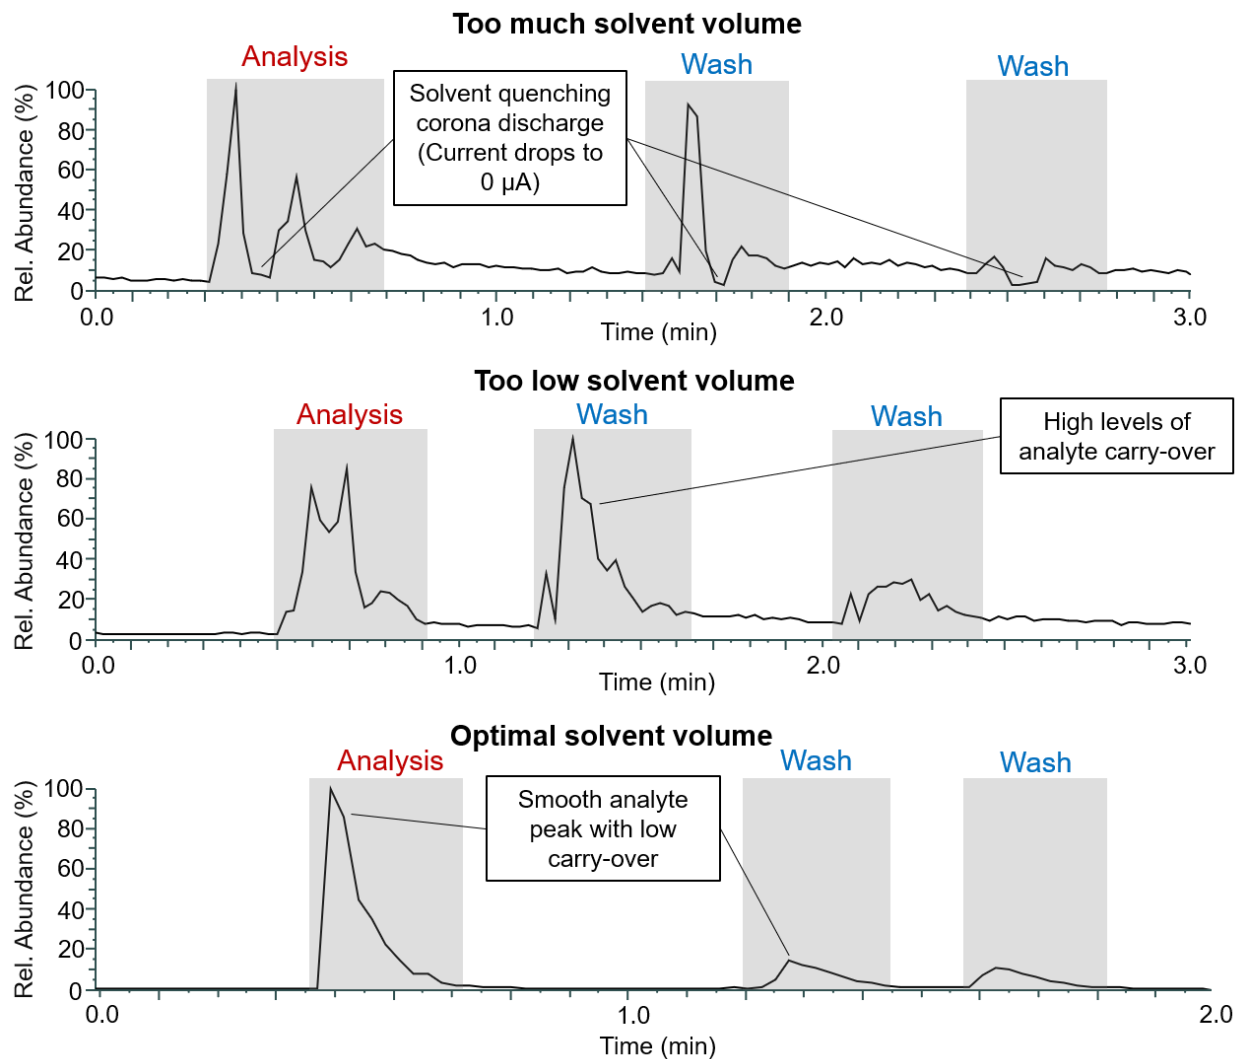 Too much solvent volume
Analysis
Wash
Wash
Solvent quenching
corona discharge
(Current drops to
0 µA)
Rel. Abundance (%)
100
80
60
40
20
0
0.0
1.0
2.0
3.0
Time (min)
Too low solvent volume
Analysis
Wash
Wash
High levels of
analyte carry-over
Rel. Abundance (%)
100
80
60
40
20
0
0.0
1.0
2.0
3.0
Time (min)
Optimal solvent volume
Analysis
Wash
Wash
Smooth analyte
peak with low
carry-over
Rel. Abundance (%)
100
80
60
40
20
0
0.0
1.0
2.0
Time (min)